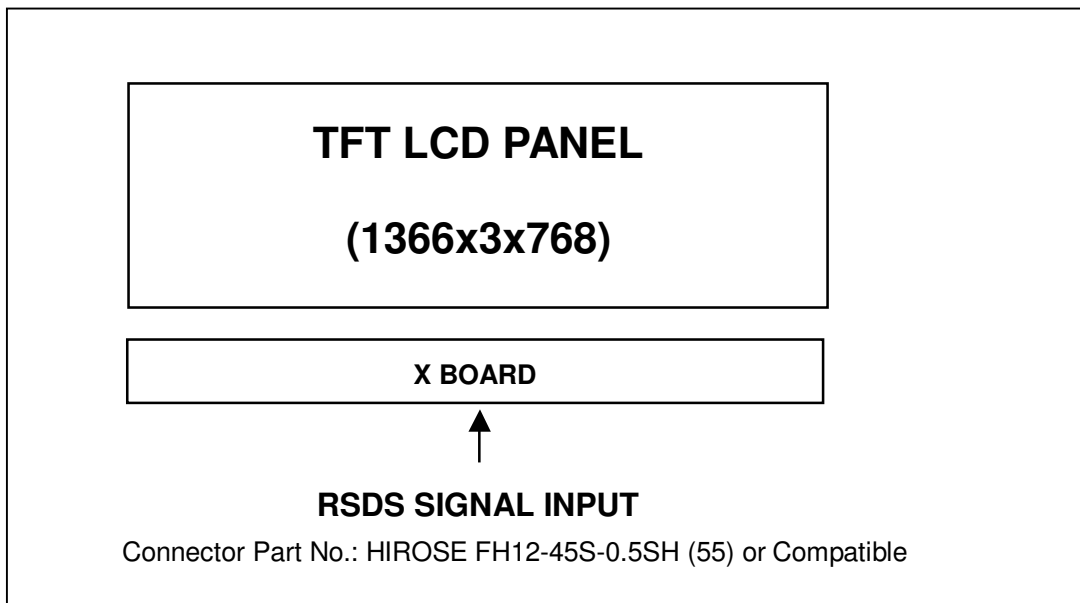 TFT LCD PANEL
(1366x3x768)
X BOARD
RSDS SIGNAL INPUT
Connector Part No.: HIROSE FH12-45S-0.5SH (55) or Compatible